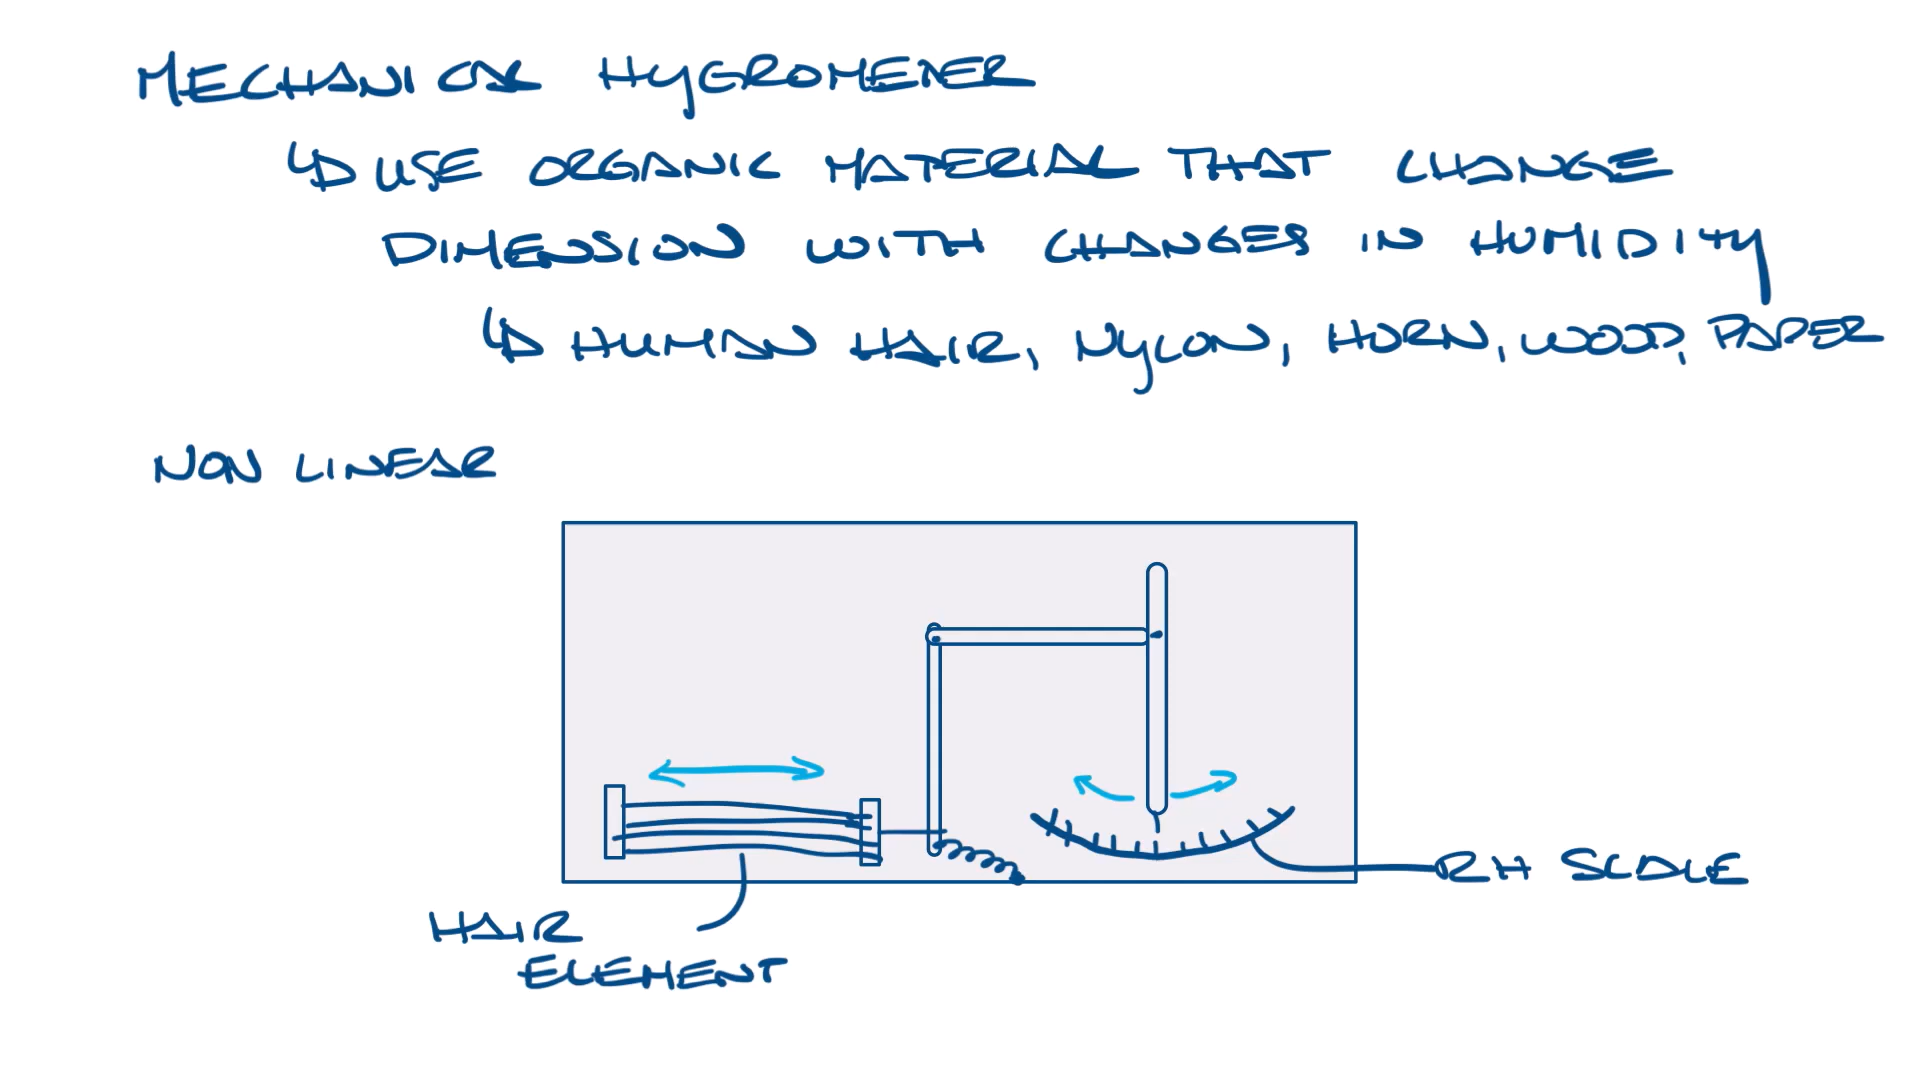 MECHANICAL HYGROMETER
↳ USE ORGANIC MATERIAL THAT CHANGE
DIMENSION WITH CHANGES IN HUMIDITY
↳ HUMAN HAIR, NYLON, HORN, WOOD, PAPER
NON LINEAR
RH SCALE
HAIR
ELEMENT